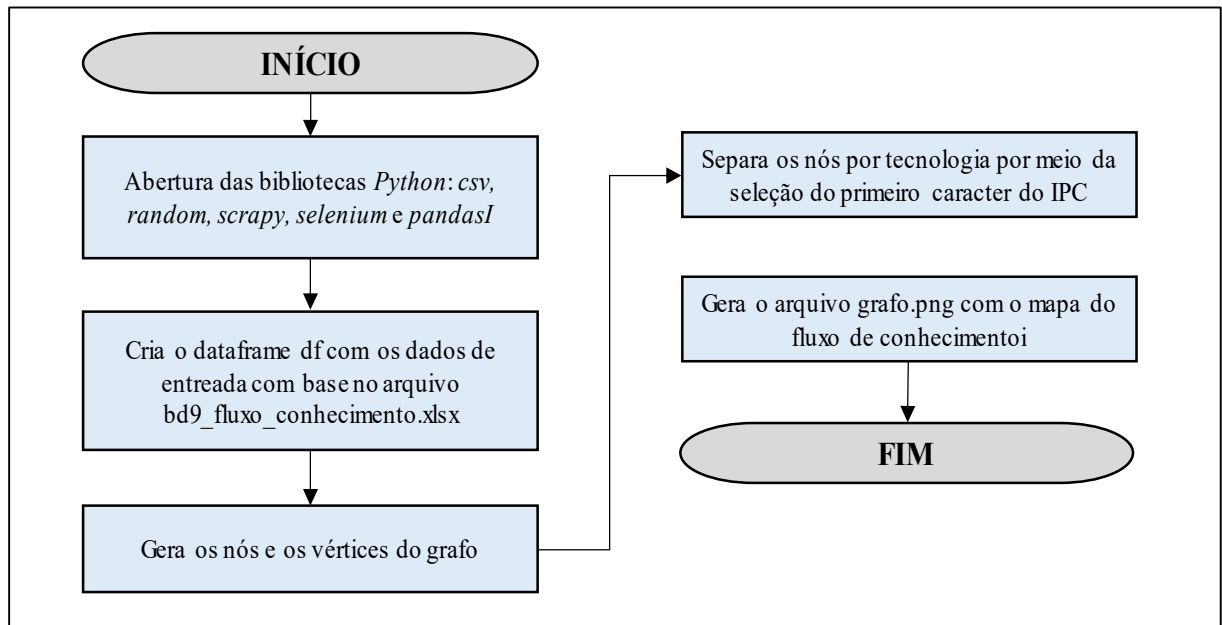 INÍCIO
Abertura das bibliotecas Python: csv,
random, scrapy, selenium e pandasI
Cria o dataframe df com os dados de
entreada com base no arquivo
bd9_fluxo_conhecimento.xlsx
Gera os nós e os vértices do grafo
Separa os nós por tecnologia por meio da
seleção do primeiro caracter do IPC
Gera o arquivo grafo.png com o mapa do
fluxo de conhecimentoi
FIM